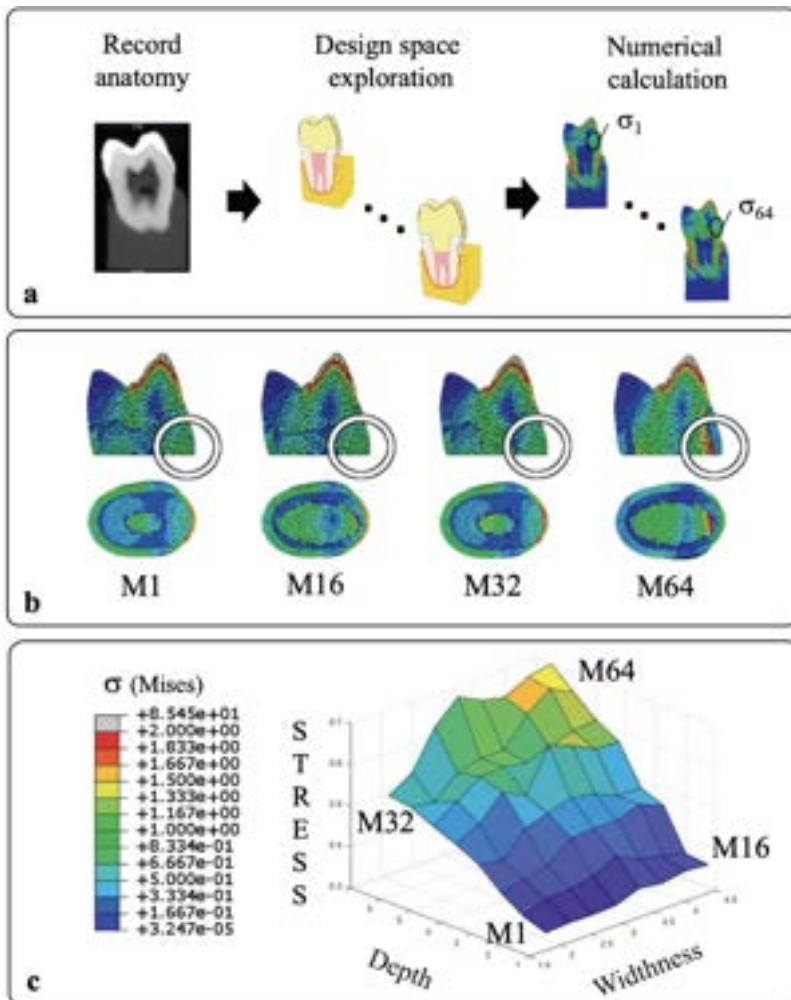 Record
anatomy
Design space
exploration
Numerical
calculation
σ1
σ64
a
M1
M16
M32
M64
b
σ (Mises)
+8.545e+01
+2.000e+00
+1.833e+00
+1.667e+00
+1.500e+00
+1.333e+00
+1.167e+00
+1.000e+00
+8.334e-01
+6.667e-01
+5.000e-01
+3.334e-01
+1.667e-01
+3.247e-05
STRESS
M64
M32
M16
M1
Depth
Widthness
c